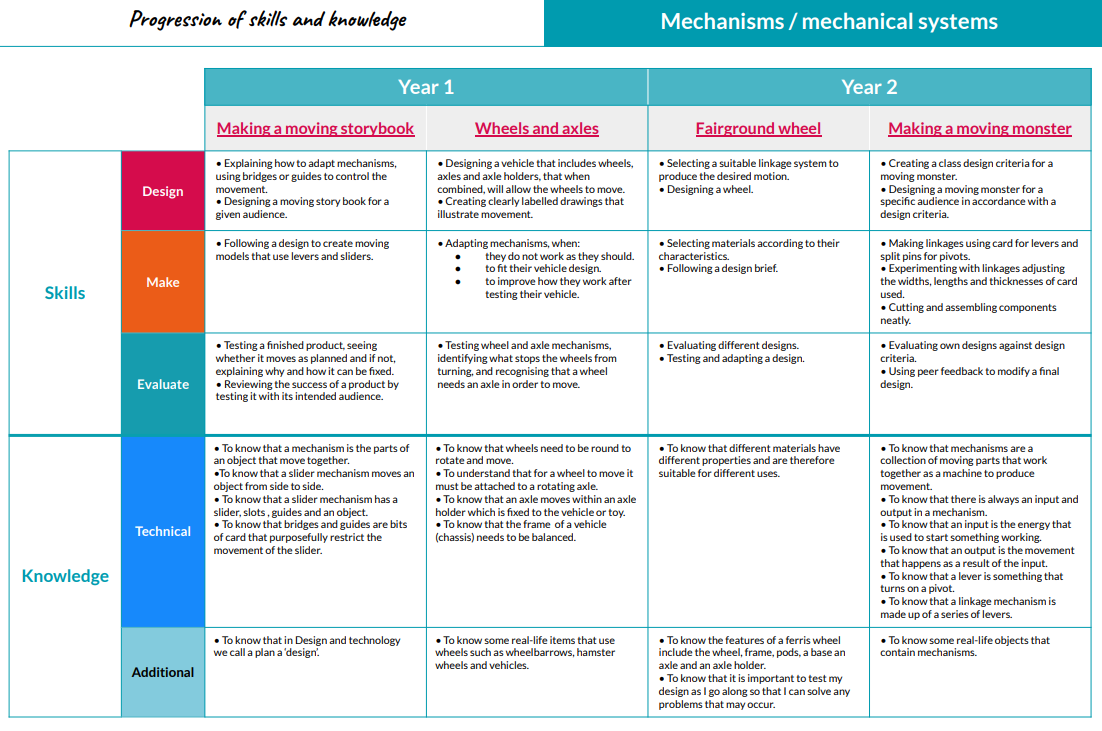 Progression of skills and knowledge
Mechanisms / mechanical systems
Year 1
Year 2
Making a moving storybook
Wheels and axles
Fairground wheel
Making a moving monster
Skills
Design
• Explaining how to adapt mechanisms,
using bridges or guides to control the
movement.
• Designing a moving story book for a
given audience.
• Designing a vehicle that includes wheels,
axles and axle holders, that when
combined, will allow the wheels to move.
• Creating clearly labelled drawings that
illustrate movement.
• Selecting a suitable linkage system to
produce the desired motion.
• Designing a wheel.
• Creating a class design criteria for a
moving monster.
• Designing a moving monster for a
specific audience in accordance with a
design criteria.
Make
• Following a design to create moving
models that use levers and sliders.
• Adapting mechanisms, when:
• they do not work as they should.
• to fit their vehicle design.
• to improve how they work after
testing their vehicle.
• Selecting materials according to their
characteristics.
• Following a design brief.
• Making linkages using card for levers and
split pins for pivots.
• Experimenting with linkages adjusting
the widths, lengths and thicknesses of card
used.
• Cutting and assembling components
neatly.
Evaluate
• Testing a finished product, seeing
whether it moves as planned and if not,
explaining why and how it can be fixed.
• Reviewing the success of a product by
testing it with its intended audience.
• Testing wheel and axle mechanisms,
identifying what stops the wheels from
turning, and recognising that a wheel
needs an axle in order to move.
• Evaluating different designs.
• Testing and adapting a design.
• Evaluating own designs against design
criteria.
• Using peer feedback to modify a final
design.
Knowledge
Technical
• To know that a mechanism is the parts of
an object that move together.
•To know that a slider mechanism moves an
object from side to side.
• To know that a slider mechanism has a
slider, slots , guides and an object.
• To know that bridges and guides are bits
of card that purposefully restrict the
movement of the slider.
• To know that wheels need to be round to
rotate and move.
• To understand that for a wheel to move it
must be attached to a rotating axle.
• To know that an axle moves within an axle
holder which is fixed to the vehicle or toy.
• To know that the frame of a vehicle
(chassis) needs to be balanced.
• To know that different materials have
different properties and are therefore
suitable for different uses.
• To know that mechanisms are a
collection of moving parts that work
together as a machine to produce
movement.
• To know that there is always an input and
output in a mechanism.
• To know that an input is the energy that
is used to start something working.
• To know that an output is the movement
that happens as a result of the input.
• To know that a lever is something that
turns on a pivot.
• To know that a linkage mechanism is
made up of a series of levers.
Additional
• To know that in Design and technology
we call a plan a ‘design’.
• To know some real-life items that use
wheels such as wheelbarrows, hamster
wheels and vehicles.
• To know the features of a ferris wheel
include the wheel, frame, pods, a base an
axle and an axle holder.
• To know that it is important to test my
design as I go along so that I can solve any
problems that may occur.
• To know some real-life objects that
contain mechanisms.